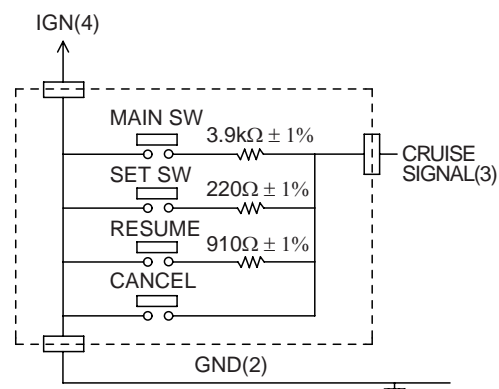 IGN(4)
MAIN SW
3.9kΩ ± 1%
CRUISE
SIGNAL(3)
SET SW
220Ω ± 1%
RESUME
910Ω ± 1%
CANCEL
GND(2)